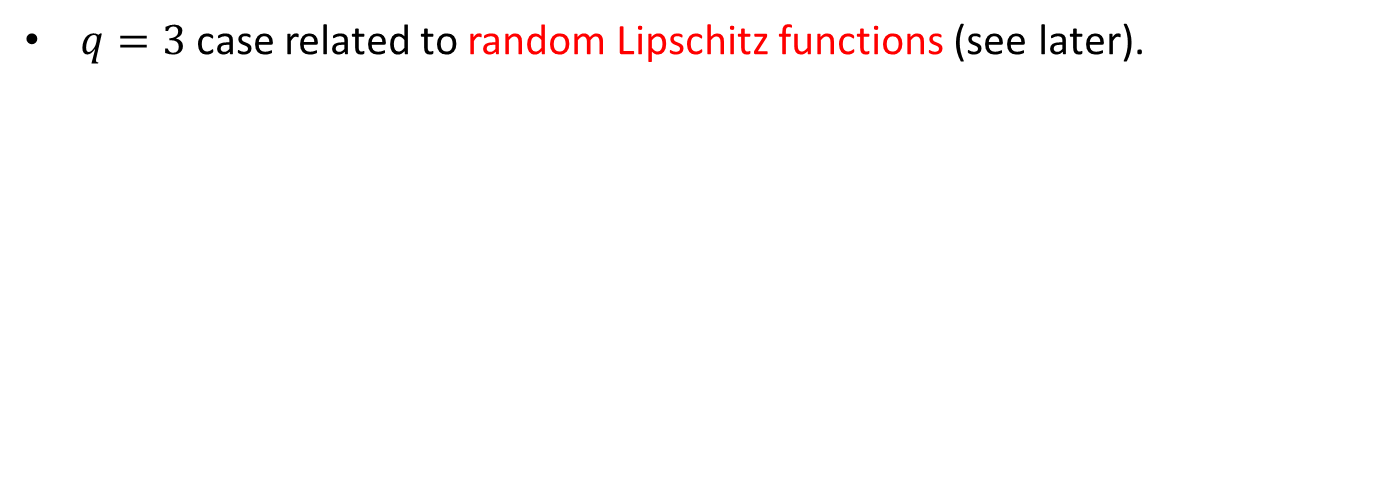 • q = 3 case related to random Lipschitz functions (see later).